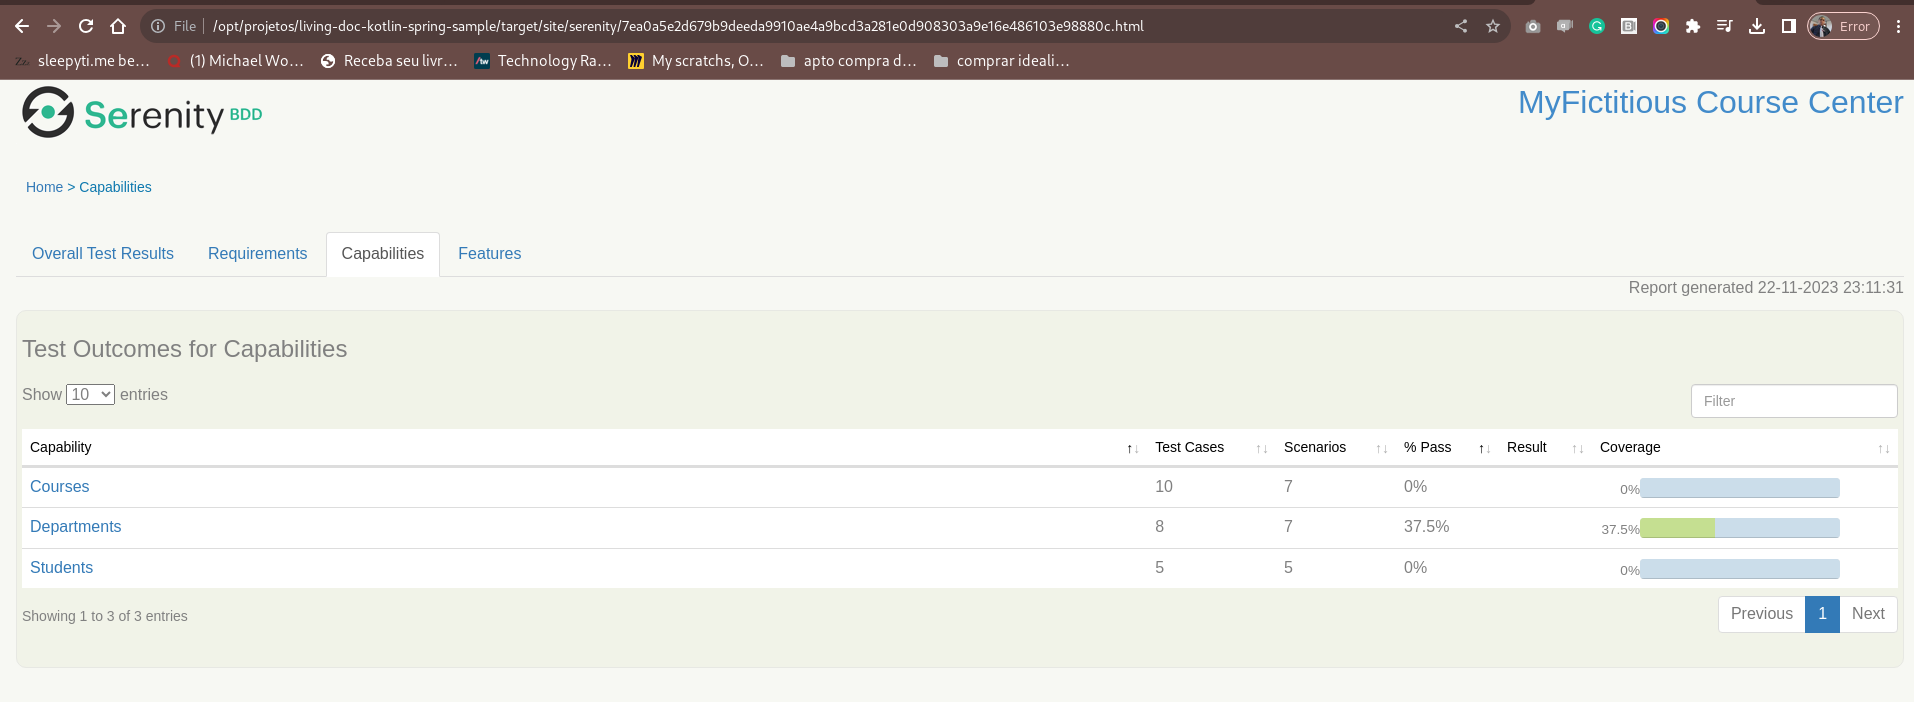 File /opt/projetos/living-doc-kotlin-spring-sample/target/site/serenity/7ea0a5e2d679b9deeda9910ae4a9bcd3a281e0d908303a9e16e486103e98880c.html Error
sleepyti.me be... (1) Michael Wo... Receba seu livr... /tw Technology Ra... My scratchs, O... apto compra d... comprar ideali...
Serenity BDD MyFictitious Course Center
Home > Capabilities
Overall Test Results Requirements Capabilities Features
Report generated 22-11-2023 23:11:31
Test Outcomes for Capabilities
Show 10 entries Filter
Capability Test Cases Scenarios % Pass Result Coverage
Courses 10 7 0% 0%
Departments 8 7 37.5% 37.5%
Students 5 5 0% 0%
Showing 1 to 3 of 3 entries Previous 1 Next